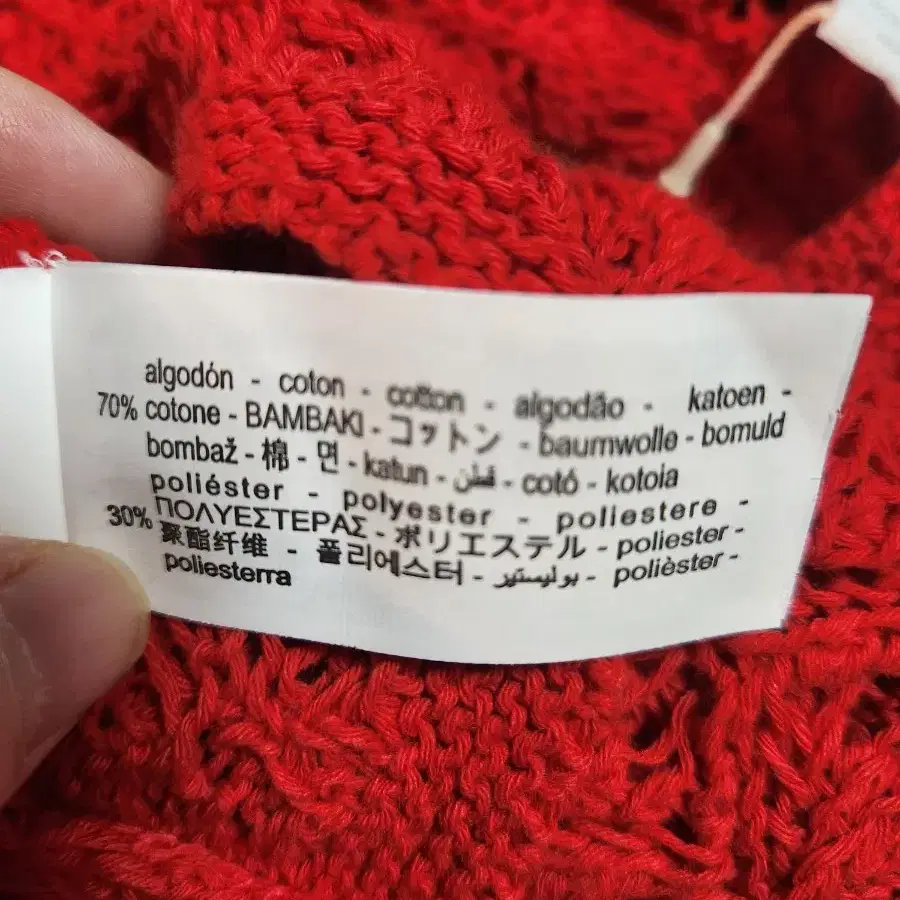 algodón - coton - cotton - algodão - katoen -
70% cotone - BAMBAKI - コットン - baumwolle - bomuld
bombaž - 棉 - 면 - katun - قطن - cotó - kotoia
poliéster - polyester - poliestere -
30% ΠΟΛΥΕΣΤΕΡΑΣ - ポリエステル - poliester -
聚酯纤维 - 폴리에스터 - بوليستير - polièster -
poliesterra